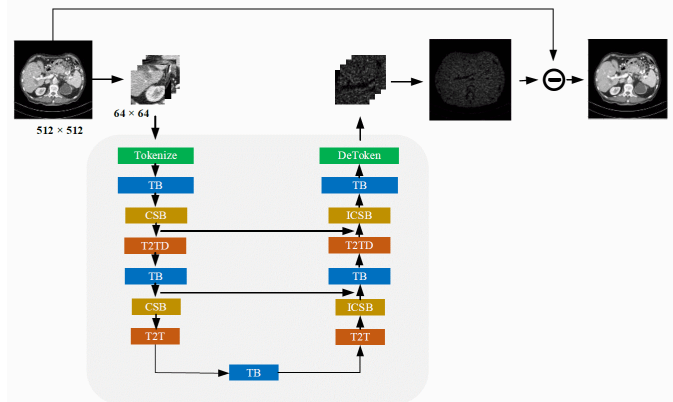 512 × 512
64 × 64
Tokenize
TB
CSB
T2TD
TB
CSB
T2T
TB
DeToken
TB
ICSB
T2TD
TB
ICSB
T2T